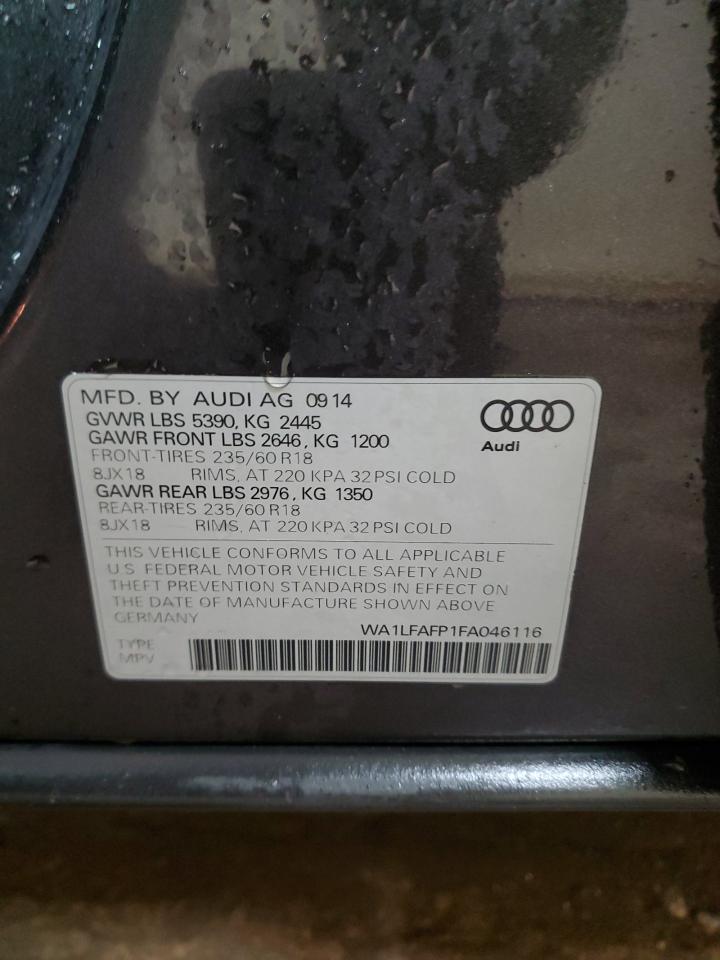 MFD. BY AUDI AG 09 14
GVWR LBS 5390, KG 2445
GAWR FRONT LBS 2646, KG 1200
FRONT-TIRES 235/60 R18
8JX18 RIMS, AT 220 KPA 32 PSI COLD
GAWR REAR LBS 2976, KG 1350
REAR-TIRES 235/60 R18
8JX18 RIMS, AT 220 KPA 32 PSI COLD
Audi
THIS VEHICLE CONFORMS TO ALL APPLICABLE
U.S. FEDERAL MOTOR VEHICLE SAFETY AND
THEFT PREVENTION STANDARDS IN EFFECT ON
THE DATE OF MANUFACTURE SHOWN ABOVE
GERMANY
WA1LFAFP1FA046116
TYPE
MPV